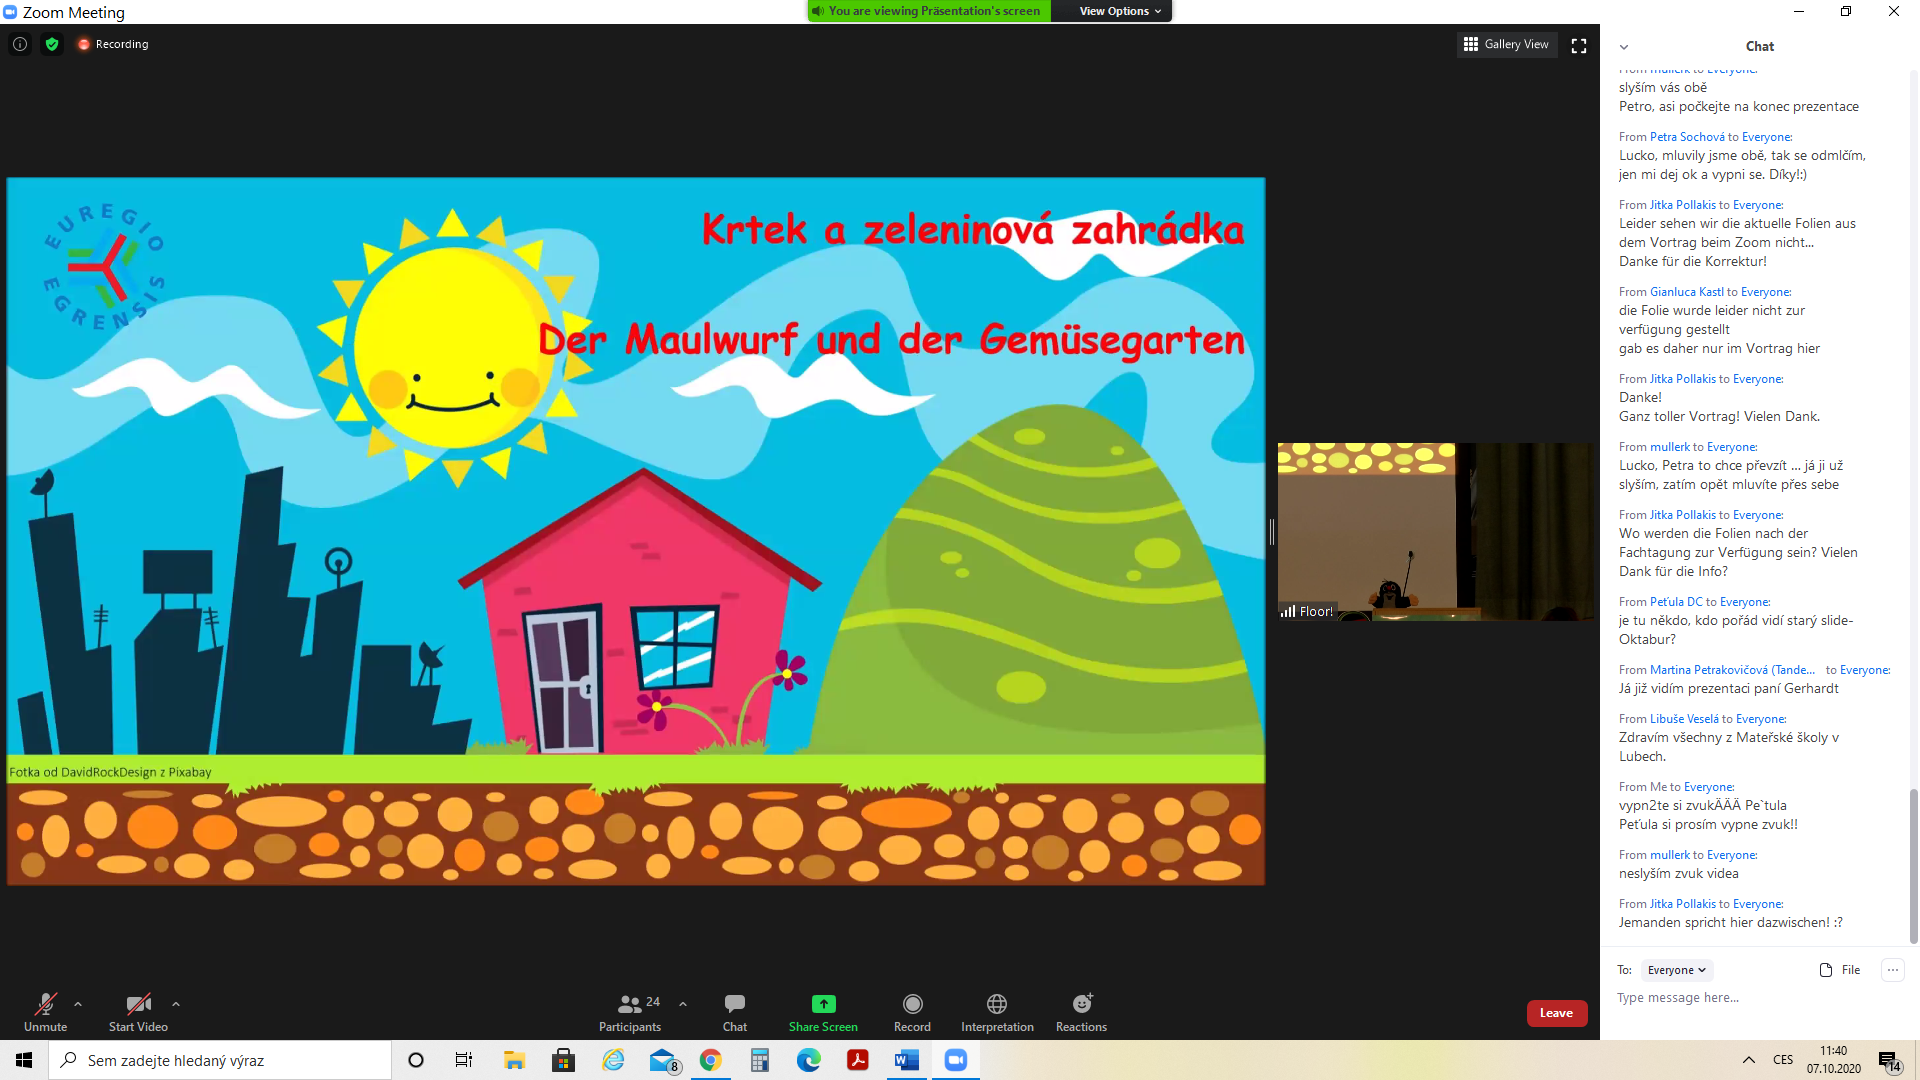 Zoom Meeting
You are viewing Präsentation's screen
View Options
Recording
Gallery View
EUREGIO
EGRENSIS
Krtek a zeleninová zahrádka
Der Maulwurf und der Gemüsegarten
Fotka od DavidRockDesign z Pixabay
Floor!
Chat
From mullerk to Everyone:
slyším vás obě
Petro, asi počkejte na konec prezentace
From Petra Sochová to Everyone:
Lucko, mluvily jsme obě, tak se odmlčím,
jen mi dej ok a vypni se. Díky!:)
From Jitka Pollakis to Everyone:
Leider sehen wir die aktuelle Folien aus
dem Vortrag beim Zoom nicht...
Danke für die Korrektur!
From Gianluca Kastl to Everyone:
die Folie wurde leider nicht zur
verfügung gestellt
gab es daher nur im Vortrag hier
From Jitka Pollakis to Everyone:
Danke!
Ganz toller Vortrag! Vielen Dank.
From mullerk to Everyone:
Lucko, Petra to chce převzít ... já ji už
slyším, zatím opět mluvíte přes sebe
From Jitka Pollakis to Everyone:
Wo werden die Folien nach der
Fachtagung zur Verfügung sein? Vielen
Dank für die Info?
From Peťula DC to Everyone:
je tu někdo, kdo pořád vidí starý slide-
Oktabur?
From Martina Petrakovičová (Tande... to Everyone:
Já již vidím prezentaci paní Gerhardt
From Libuše Veselá to Everyone:
Zdravím všechny z Mateřské školy v
Lubech.
From Me to Everyone:
vypn2te si zvukÄÄÄ Pe`tula
Peťula si prosím vypne zvuk!!
From mullerk to Everyone:
neslyším zvuk videa
From Jitka Pollakis to Everyone:
Jemanden spricht hier dazwischen! :?
To: Everyone
File
Type message here...
Unmute
Start Video
24
Participants
Chat
Share Screen
Record
Interpretation
Reactions
Leave
Sem zadejte hledaný výraz
8
CES
11:40
07.10.2020
14